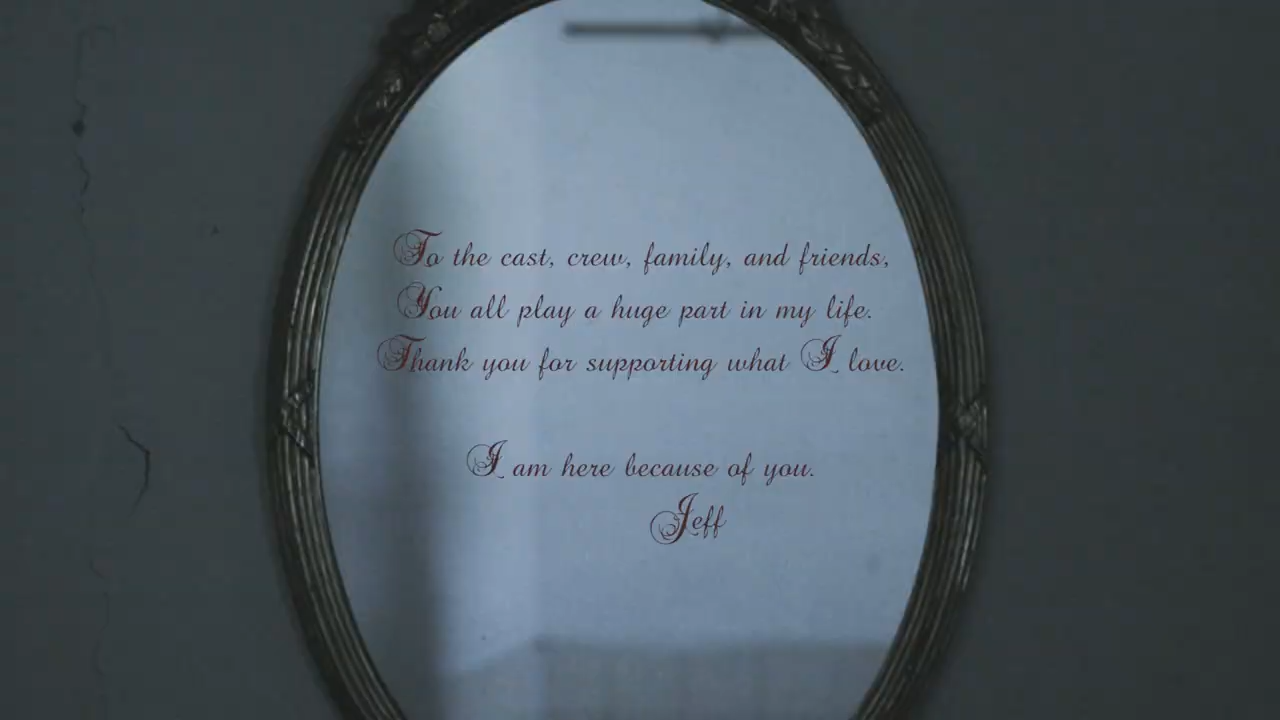 To the cast, crew, family, and friends,
You all play a huge part in my life.
Thank you for supporting what I love.
I am here because of you.
Jeff